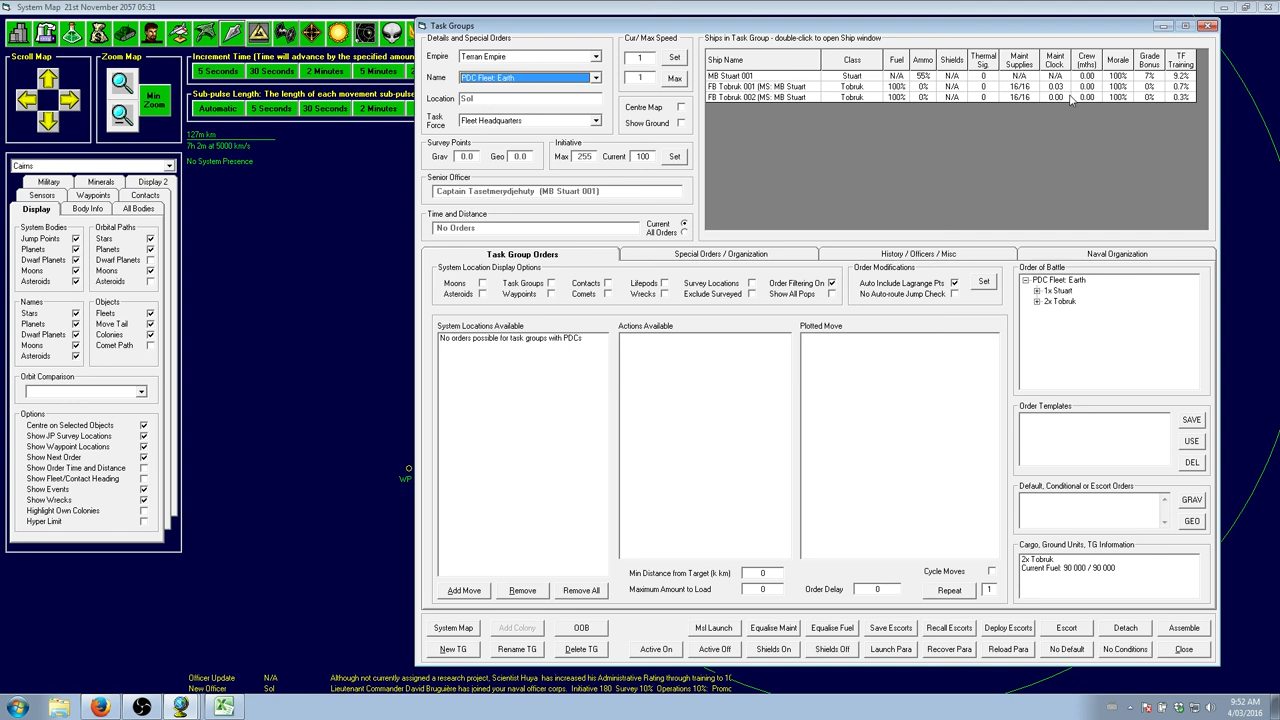 System Map   21st November 2057 05:31
Scroll Map
Zoom Map
Min
Zoom
Increment Time (Time will advance by the specified amount
5 Seconds
30 Seconds
2 Minutes
5 Minutes
Sub-pulse Length: The length of each movement sub-pulse
Automatic
5 Seconds
30 Seconds
2 Minutes
127m km
7h 2m at 5000 km/s
No System Presence
Cairns
Military
Minerals
Display 2
Sensors
Waypoints
Contacts
Display
Body Info
All Bodies
System Bodies
Orbital Paths
Jump Points
Stars
Planets
Planets
Dwarf Planets
Dwarf Planets
Moons
Moons
Asteroids
Asteroids
Names
Objects
Stars
Fleets
Planets
Move Tail
Dwarf Planets
Colonies
Moons
Comet Path
Asteroids
Orbit Comparison
Options
Centre on Selected Objects
Show JP Survey Locations
Show Waypoint Locations
Show Next Order
Show Order Time and Distance
Show Fleet/Contact Heading
Show Events
Show Wrecks
Highlight Own Colonies
Hyper Limit
WP
Task Groups
Details and Special Orders
Empire
Terran Empire
Name
PDC Fleet: Earth
Location
Sol
Task
Force
Fleet Headquarters
Cur/ Max Speed
1
Set
1
Max
Centre Map
Show Ground
Survey Points
Grav
0.0
Geo
0.0
Initiative
Max
255
Current
100
Set
Senior Officer
Captain Tasetmerydjehuty  (MB Stuart 001)
Time and Distance
No Orders
Current
All Orders
Ships in Task Group - double-click to open Ship window
Ship Name	Class	Fuel	Ammo	Shields	Thermal Sig.	Maint Supplies	Maint Clock	Crew (mths)	Morale	Grade Bonus	TF Training
MB Stuart 001	Stuart	N/A	55%	N/A	0	N/A	N/A	0.00	100%	7%	9.2%
FB Tobruk 001 (MS: MB Stuart	Tobruk	100%	0%	N/A	0	16/16	0.03	0.00	100%	0%	0.7%
FB Tobruk 002 (MS: MB Stuart	Tobruk	100%	0%	N/A	0	16/16	0.00	0.00	100%	0%	0.3%
Task Group Orders
Special Orders / Organization
History / Officers / Misc
Naval Organization
System Location Display Options
Moons
Task Groups
Contacts
Lifepods
Survey Locations
Order Filtering On
Asteroids
Waypoints
Comets
Wrecks
Exclude Surveyed
Show All Pops
Order Modifications
Auto Include Lagrange Pts
No Auto-route Jump Check
Set
Order of Battle
PDC Fleet: Earth
1x Stuart
2x Tobruk
System Locations Available
Actions Available
Plotted Move
No orders possible for task groups with PDCs
Order Templates
SAVE
USE
DEL
Default, Conditional or Escort Orders
GRAV
GEO
Cargo, Ground Units, TG Information
2x Tobruk
Current Fuel: 90 000 / 90 000
Min Distance from Target (k km)
0
Cycle Moves
Add Move
Remove
Remove All
Maximum Amount to Load
0
Order Delay
0
Repeat
1
System Map
Add Colony
OOB
Msl Launch
Equalise Maint
Equalise Fuel
Save Escorts
Recall Escorts
Deploy Escorts
Escort
Detach
Assemble
New TG
Rename TG
Delete TG
Active On
Active Off
Shields On
Shields Off
Launch Para
Recover Para
Reload Para
No Default
No Conditions
Close
Officer Update
N/A
Although not currently assigned a research project, Scientist Huya  has increased his Administrative Rating through training to 10
New Officer
Sol
Lieutenant Commander David Bruguière has joined your naval officer corps.  Initiative 180  Survey 10%  Operations 10%:  Promo
9:52 AM
4/03/2016